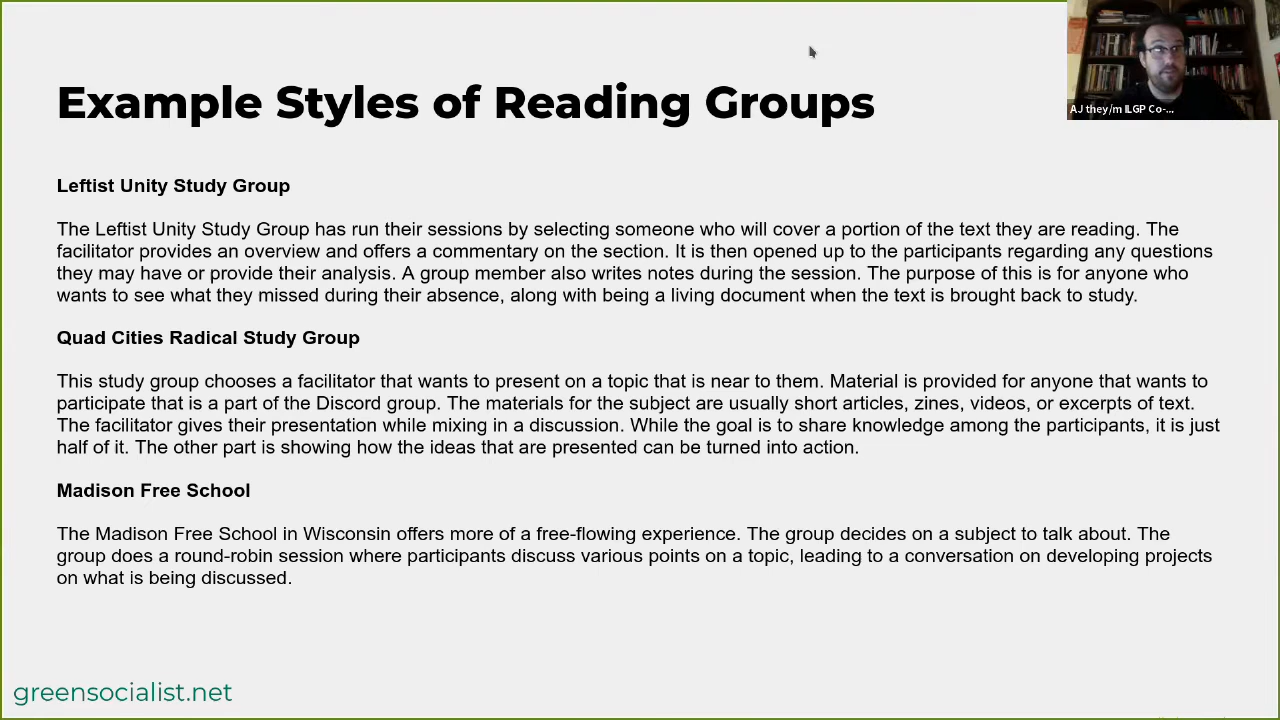 Example Styles of Reading Groups
AJ they/m ILGP Co-...
Leftist Unity Study Group
The Leftist Unity Study Group has run their sessions by selecting someone who will cover a portion of the text they are reading. The
facilitator provides an overview and offers a commentary on the section. It is then opened up to the participants regarding any questions
they may have or provide their analysis. A group member also writes notes during the session. The purpose of this is for anyone who
wants to see what they missed during their absence, along with being a living document when the text is brought back to study.
Quad Cities Radical Study Group
This study group chooses a facilitator that wants to present on a topic that is near to them. Material is provided for anyone that wants to
participate that is a part of the Discord group. The materials for the subject are usually short articles, zines, videos, or excerpts of text.
The facilitator gives their presentation while mixing in a discussion. While the goal is to share knowledge among the participants, it is just
half of it. The other part is showing how the ideas that are presented can be turned into action.
Madison Free School
The Madison Free School in Wisconsin offers more of a free-flowing experience. The group decides on a subject to talk about. The
group does a round-robin session where participants discuss various points on a topic, leading to a conversation on developing projects
on what is being discussed.
greensocialist.net